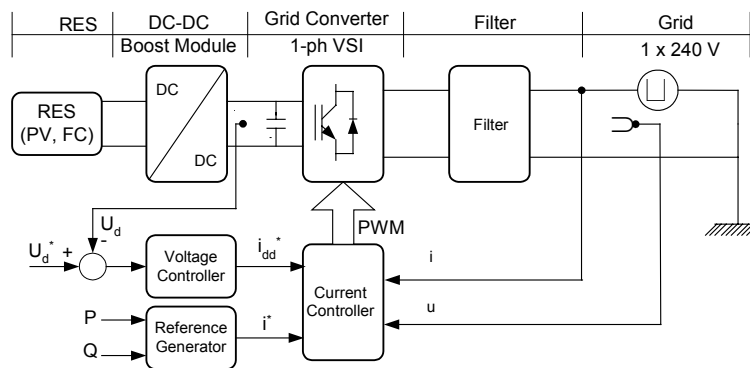 RES
DC-DC
Boost Module
Grid Converter
1-ph VSI
Filter
Grid
1 x 240 V
RES
(PV, FC)
DC
DC
Filter
PWM
U_d
U_d^* +
-
Voltage
Controller
i_dd^*
Current
Controller
i
u
P
Q
Reference
Generator
i^*